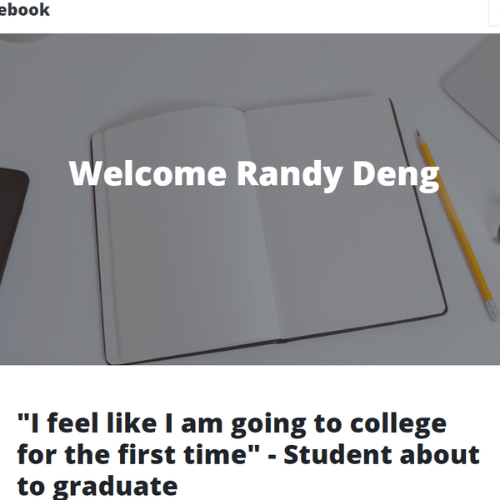 ebook
Welcome Randy Deng
"I feel like I am going to college
for the first time" - Student about
to graduate